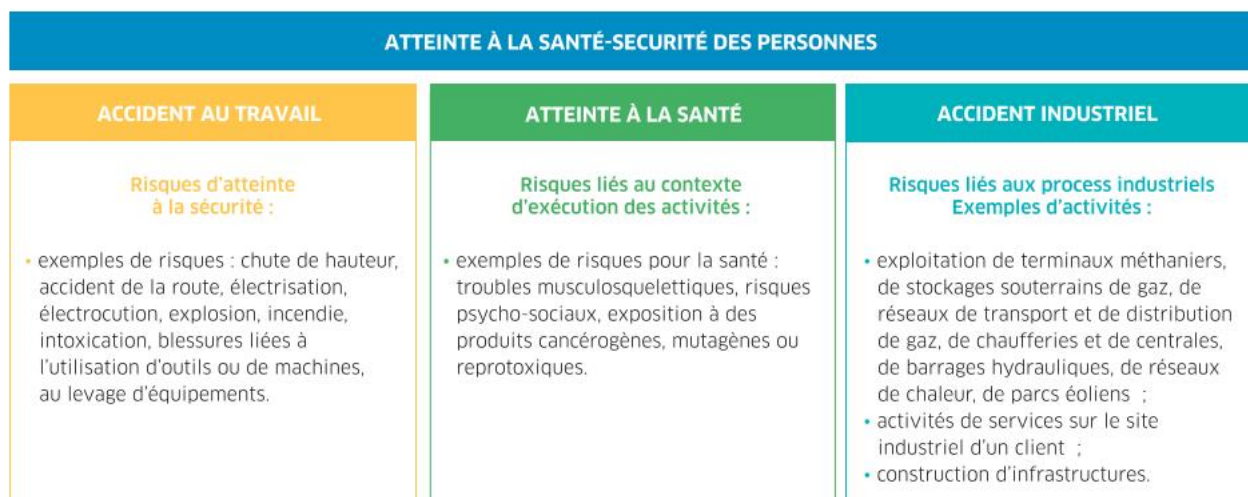 ATTEINTE À LA SANTÉ-SECURITÉ DES PERSONNES
ACCIDENT AU TRAVAIL
Risques d'atteinte
à la sécurité :
• exemples de risques : chute de hauteur,
accident de la route, électrisation,
électrocution, explosion, incendie,
intoxication, blessures liées à
l'utilisation d'outils ou de machines,
au levage d'équipements.
ATTEINTE À LA SANTÉ
Risques liés au contexte
d'exécution des activités :
• exemples de risques pour la santé :
troubles musculosquelettiques, risques
psycho-sociaux, exposition à des
produits cancérogènes, mutagènes ou
reprotoxiques.
ACCIDENT INDUSTRIEL
Risques liés aux process industriels
Exemples d'activités :
• exploitation de terminaux méthaniers,
de stockages souterrains de gaz, de
réseaux de transport et de distribution
de gaz, de chaufferies et de centrales,
de barrages hydrauliques, de réseaux
de chaleur, de parcs éoliens ;
• activités de services sur le site
industriel d'un client ;
• construction d'infrastructures.